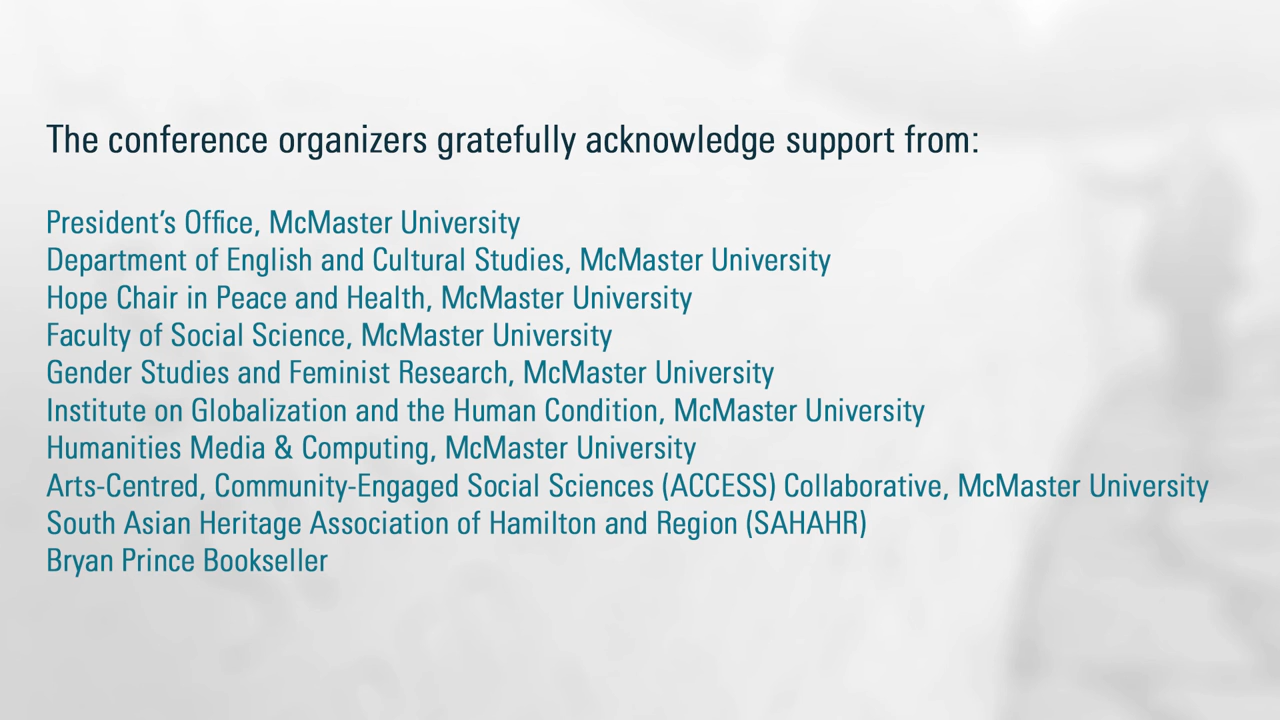 The conference organizers gratefully acknowledge support from:
President’s Office, McMaster University
Department of English and Cultural Studies, McMaster University
Hope Chair in Peace and Health, McMaster University
Faculty of Social Science, McMaster University
Gender Studies and Feminist Research, McMaster University
Institute on Globalization and the Human Condition, McMaster University
Humanities Media & Computing, McMaster University
Arts-Centred, Community-Engaged Social Sciences (ACCESS) Collaborative, McMaster University
South Asian Heritage Association of Hamilton and Region (SAHAHR)
Bryan Prince Bookseller